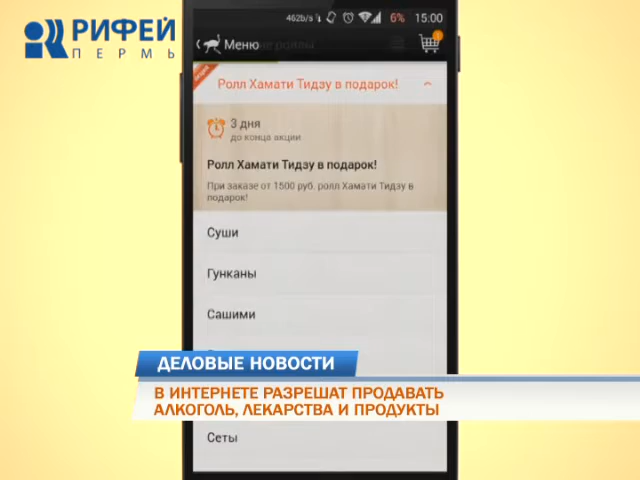 РИФЕЙ
ПЕРМЬ
462b/s 6% 15:00
Меню
1
АКЦИЯ
Ролл Хамати Тидзу в подарок!
3 дня
до конца акции
Ролл Хамати Тидзу в подарок!
При заказе от 1500 руб. ролл Хамати Тидзу в
подарок!
Суши
Гунканы
Сашими
ДЕЛОВЫЕ НОВОСТИ
В ИНТЕРНЕТЕ РАЗРЕШАТ ПРОДАВАТЬ
АЛКОГОЛЬ, ЛЕКАРСТВА И ПРОДУКТЫ
Сеты